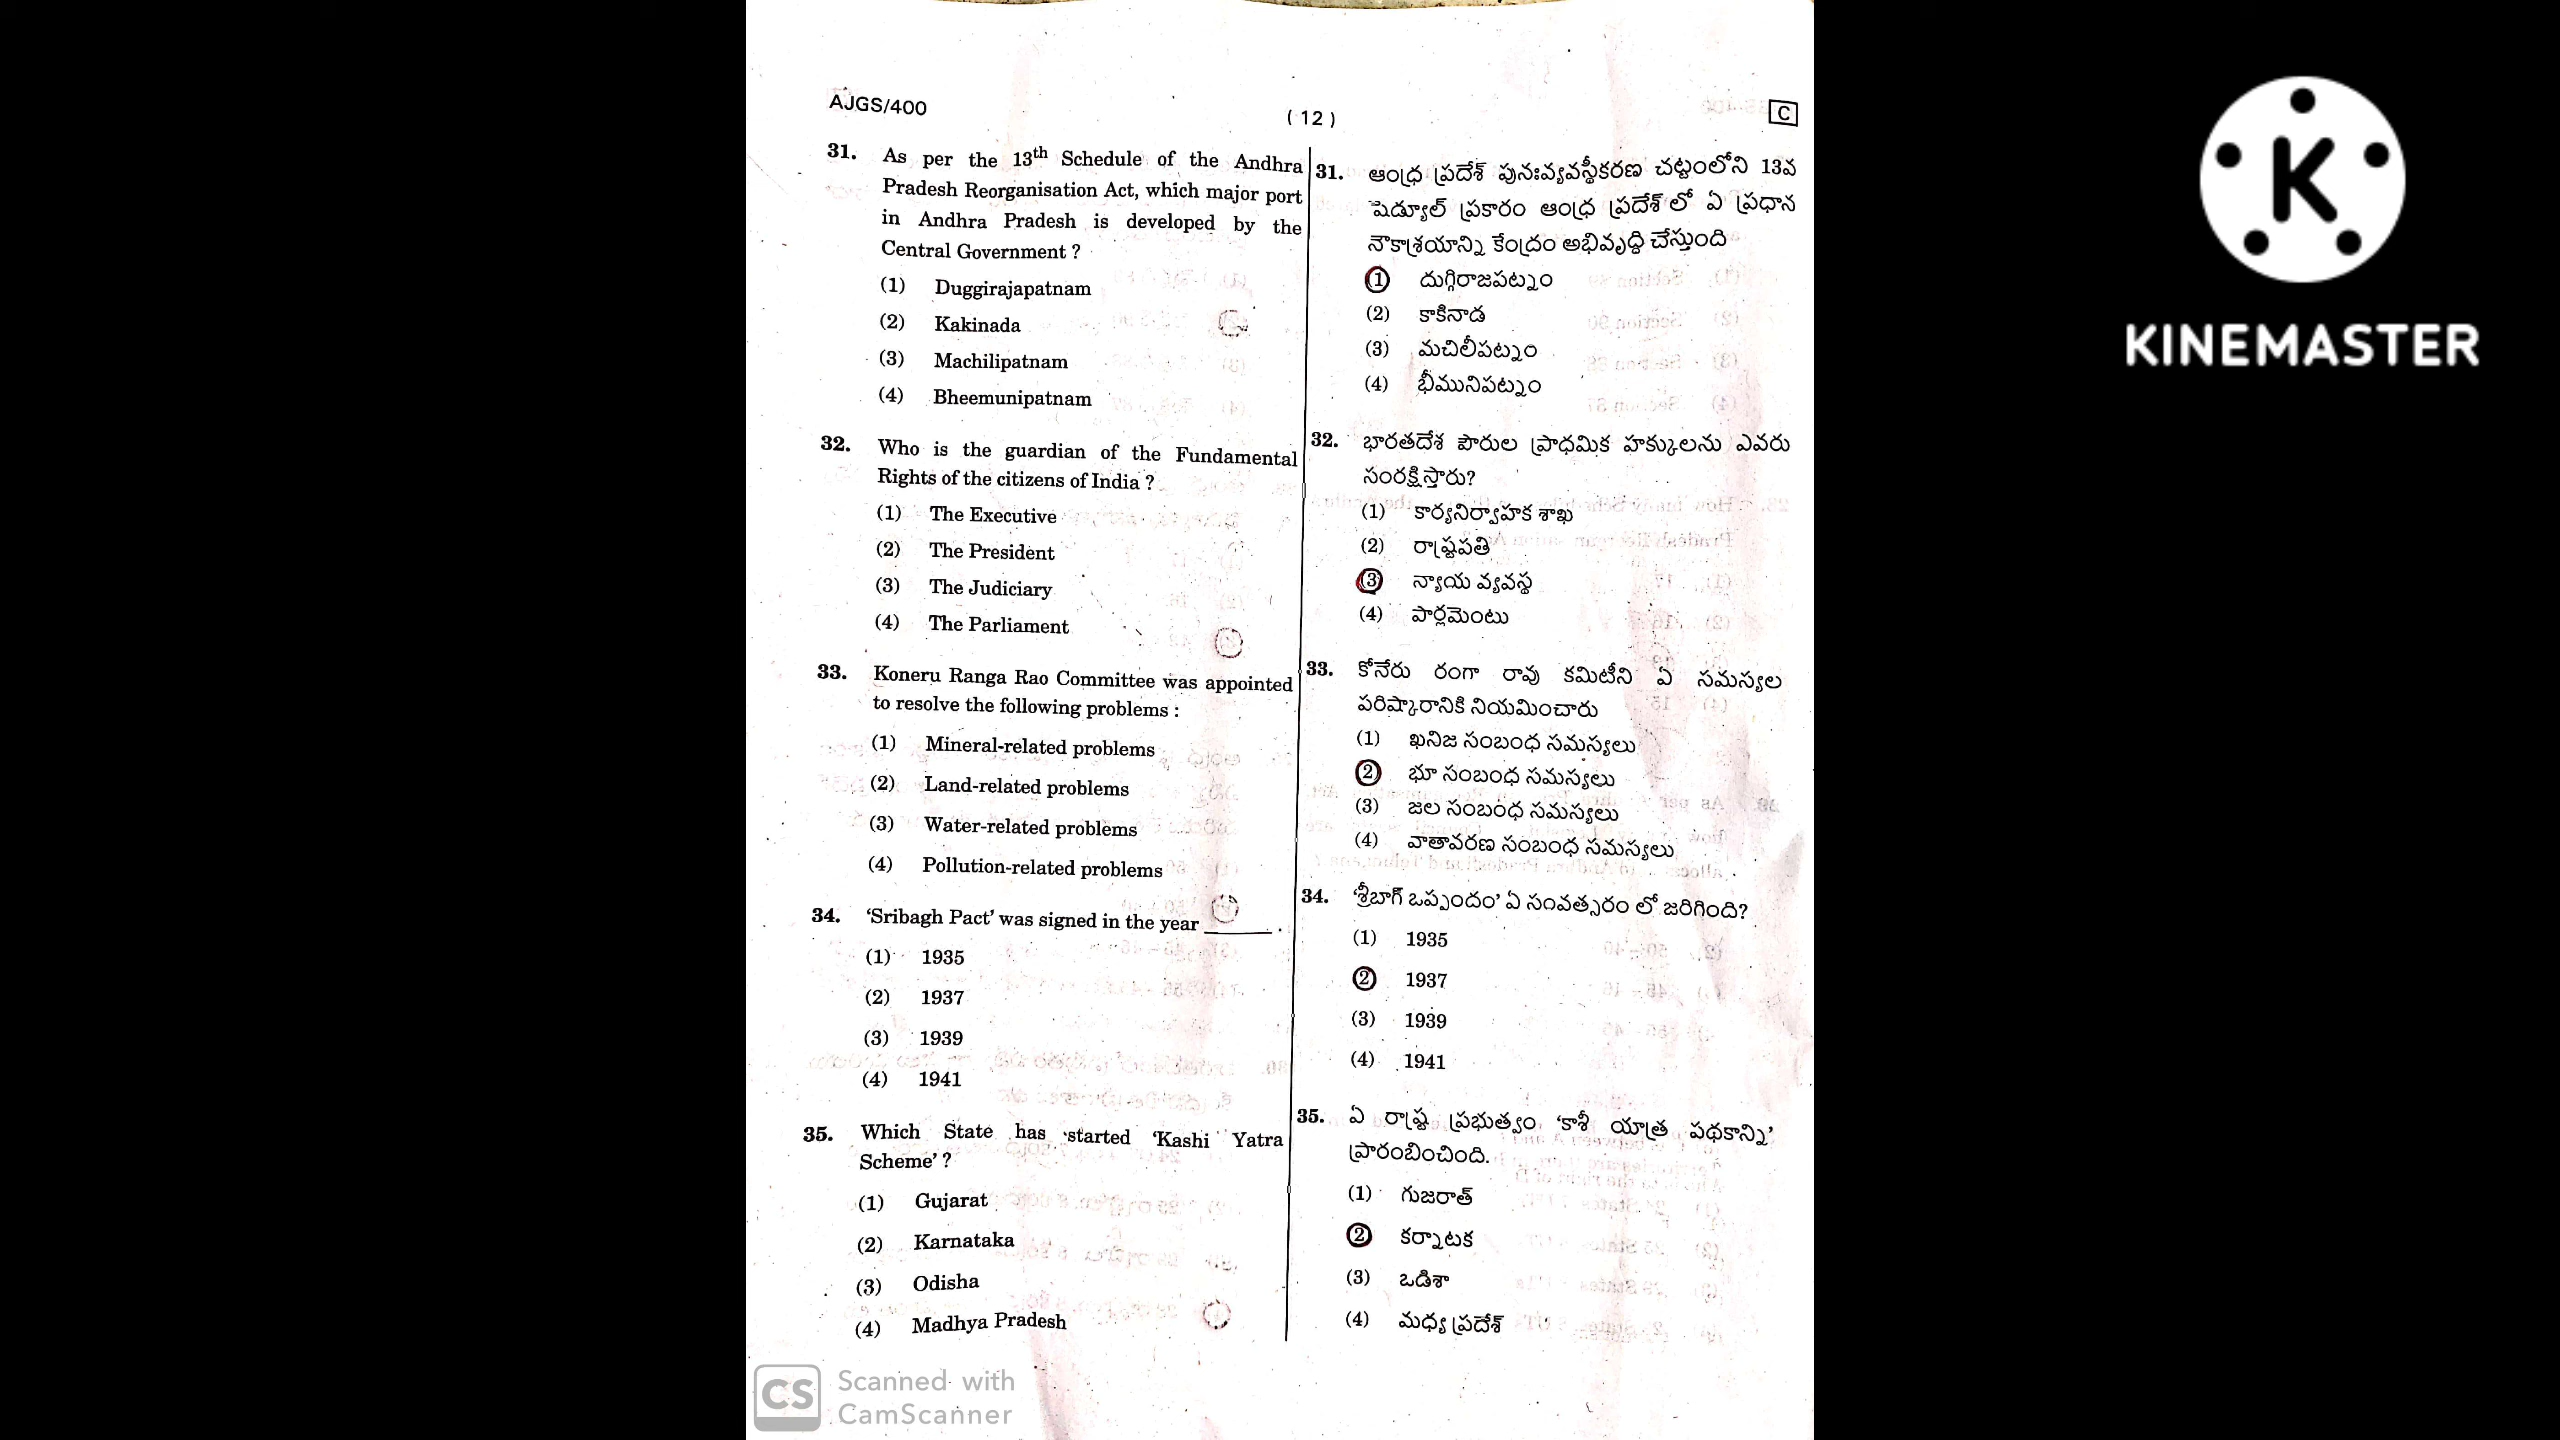 AJGS/400
( 12 )
C
31. As per the 13th Schedule of the Andhra
Pradesh Reorganisation Act, which major port
in Andhra Pradesh is developed by the
Central Government ?
(1) Duggirajapatnam
(2) Kakinada
(3) Machilipatnam
(4) Bheemunipatnam
32. Who is the guardian of the Fundamental
Rights of the citizens of India ?
(1) The Executive
(2) The President
(3) The Judiciary
(4) The Parliament
33. Koneru Ranga Rao Committee was appointed
to resolve the following problems :
(1) Mineral-related problems
(2) Land-related problems
(3) Water-related problems
(4) Pollution-related problems
34. ‘Sribagh Pact’ was signed in the year ______ .
(1) 1935
(2) 1937
(3) 1939
(4) 1941
35. Which State has started ‘Kashi Yatra
Scheme’ ?
(1) Gujarat
(2) Karnataka
(3) Odisha
(4) Madhya Pradesh
31. ఆంధ్ర ప్రదేశ్ పునఃవ్యవస్థీకరణ చట్టంలోని 13వ
షెడ్యూల్ ప్రకారం ఆంధ్ర ప్రదేశ్ లో ఏ ప్రధాన
నౌకాశ్రయాన్ని కేంద్రం అభివృద్ధి చేస్తుంది
(1) దుగ్గిరాజపట్నం
(2) కాకినాడ
(3) మచిలీపట్నం
(4) భీమునిపట్నం
32. భారతదేశ పౌరుల ప్రాధమిక హక్కులను ఎవరు
సంరక్షిస్తారు?
(1) కార్యనిర్వాహక శాఖ
(2) రాష్ట్రపతి
(3) న్యాయ వ్యవస్థ
(4) పార్లమెంటు
33. కోనేరు రంగా రావు కమిటీని ఏ సమస్యల
పరిష్కారానికి నియమించారు
(1) ఖనిజ సంబంధ సమస్యలు
(2) భూ సంబంధ సమస్యలు
(3) జల సంబంధ సమస్యలు
(4) వాతావరణ సంబంధ సమస్యలు
34. ‘శ్రీబాగ్ ఒప్పందం’ ఏ సంవత్సరం లో జరిగింది?
(1) 1935
(2) 1937
(3) 1939
(4) 1941
35. ఏ రాష్ట్ర ప్రభుత్వం ‘కాశీ యాత్ర పథకాన్ని’
ప్రారంబించింది.
(1) గుజరాత్
(2) కర్నాటక
(3) ఒడిశా
(4) మధ్య ప్రదేశ్
CS Scanned with
CamScanner
K
KINEMASTER